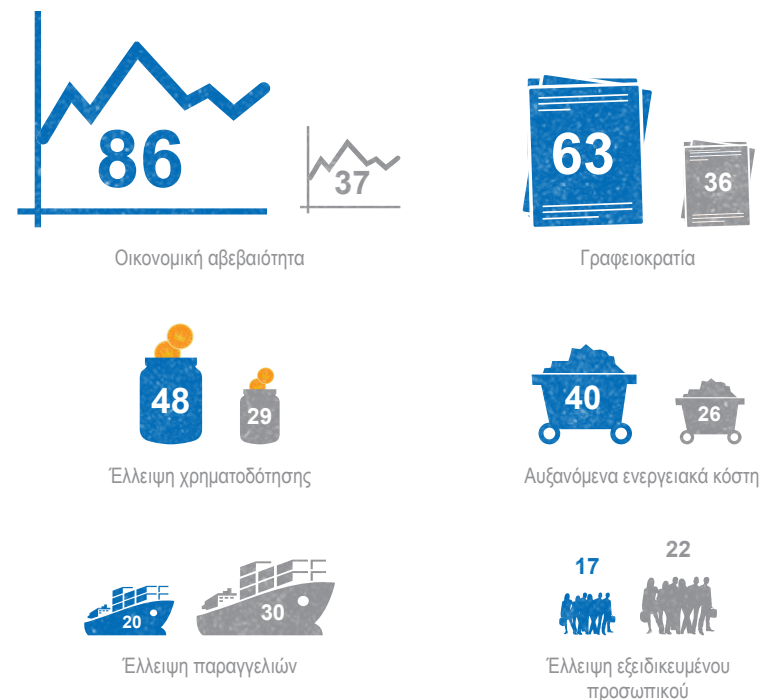 86
37
63
36
Οικονομική αβεβαιότητα
Γραφειοκρατία
48
29
40
26
Έλλειψη χρηματοδότησης
Αυξανόμενα ενεργειακά κόστη
20
30
17
22
Έλλειψη παραγγελιών
Έλλειψη εξειδικευμένου
προσωπικού